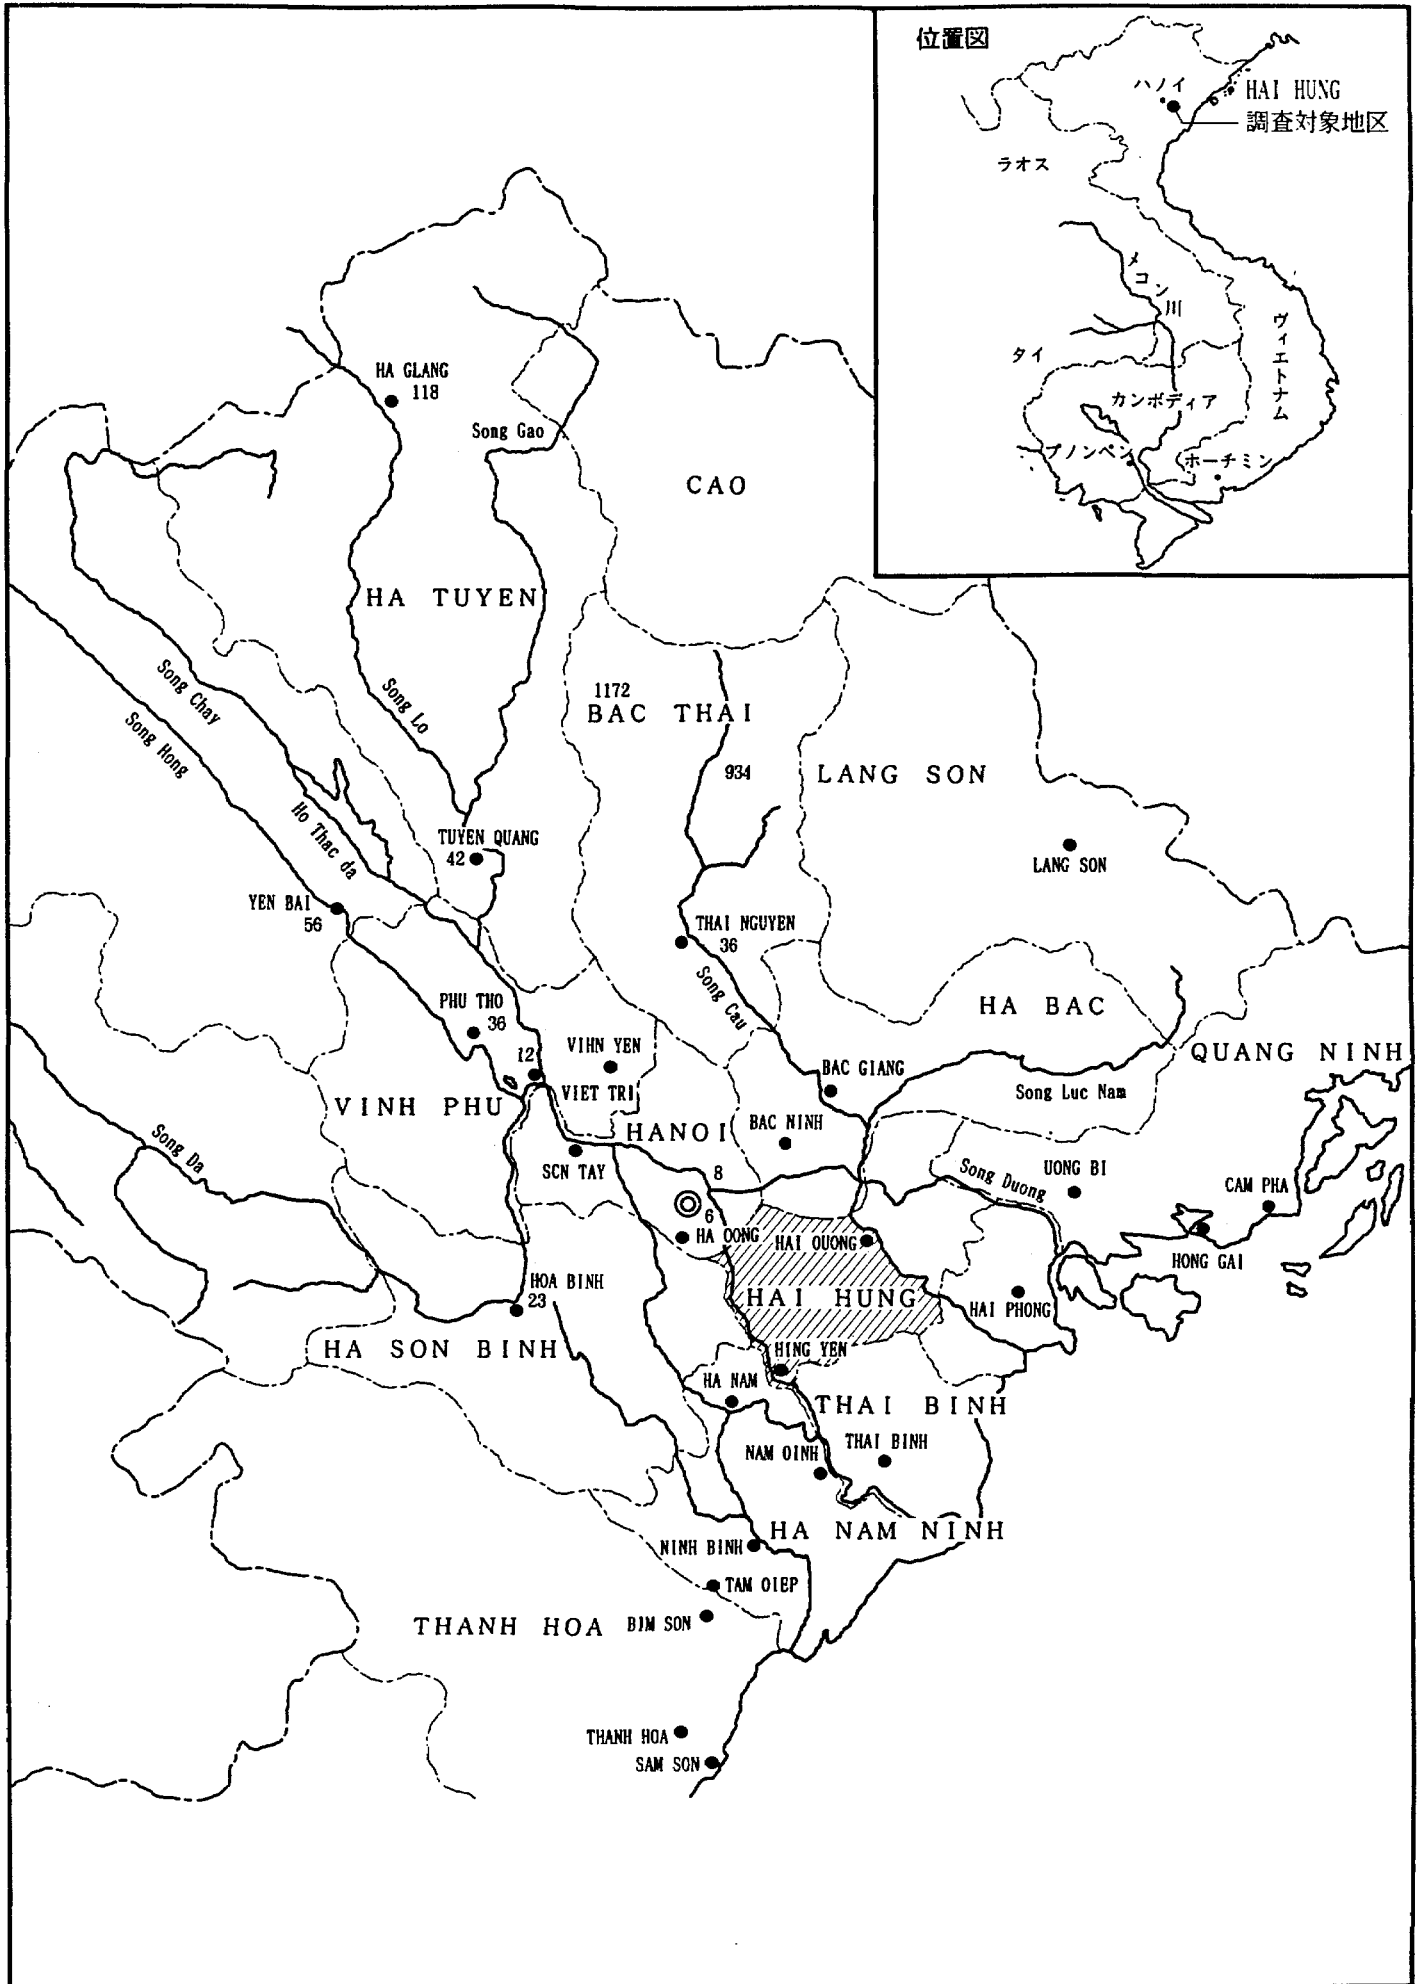 位置図
ハノイ
HAI HUNG
調査対象地区
ラオス
メコン川
タイ
ヴィエトナム
カンボディア
プノンペン
ホーチミン
HA GLANG
118
Song Gao
CAO
HA TUYEN
Song Chay
Song Hong
Song Lo
1172
BAC THAI
934
LANG SON
Ho Thac da
TUYEN QUANG
42
LANG SON
YEN BAI
56
THAI NGUYEN
36
Song Cau
PHU THO
36
HA BAC
12
VIHN YEN
QUANG NINH
BAC GIANG
VIET TRI
Song Luc Nam
VINH PHU
HANOI
BAC NINH
Song Da
SCN TAY
8
Song Duong
UONG BI
CAM PHA
6
HA OONG
HAI OUONG
HONG GAI
HOA BINH
23
HAI HUNG
HAI PHONG
HA SON BINH
HING YEN
HA NAM
THAI BINH
NAM OINH
THAI BINH
HA NAM NINH
NINH BINH
TAM OIEP
THANH HOA
BIM SON
THANH HOA
SAM SON